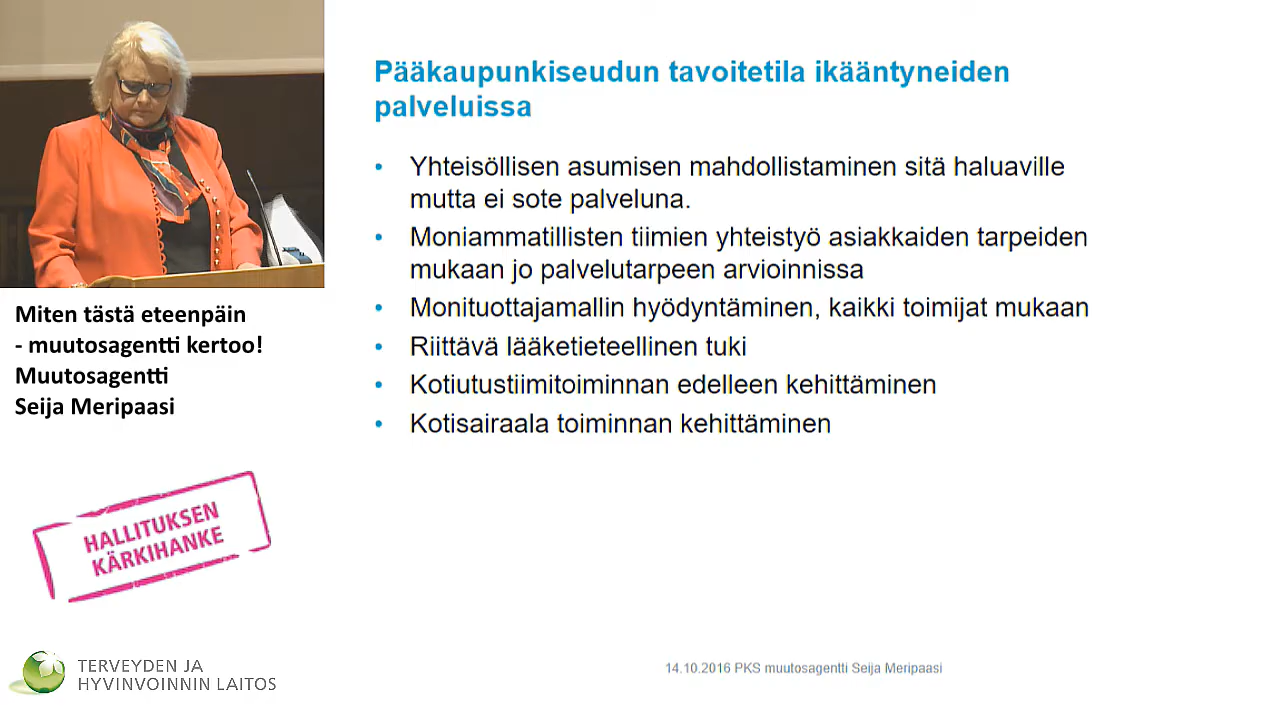 Pääkaupunkiseudun tavoitetila ikääntyneiden
palveluissa
• Yhteisöllisen asumisen mahdollistaminen sitä haluaville
mutta ei sote palveluna.
• Moniammatillisten tiimien yhteistyö asiakkaiden tarpeiden
mukaan jo palvelutarpeen arvioinnissa
• Monituottajamallin hyödyntäminen, kaikki toimijat mukaan
• Riittävä lääketieteellinen tuki
• Kotiutustiimitoiminnan edelleen kehittäminen
• Kotisairaala toiminnan kehittäminen
Miten tästä eteenpäin
- muutosagentti kertoo!
Muutosagentti
Seija Meripaasi
HALLITUKSEN
KÄRKIHANKE
TERVEYDEN JA
HYVINVOINNIN LAITOS
14.10.2016 PKS muutosagentti Seija Meripaasi